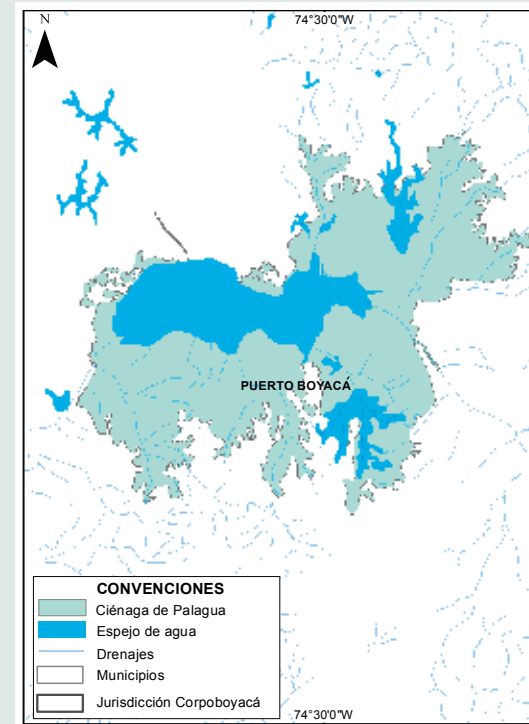 N
74°30'0"W
PUERTO BOYACÁ
CONVENCIONES
Ciénaga de Palagua
Espejo de agua
Drenajes
Municipios
Jurisdicción Corpoboyacá
74°30'0"W